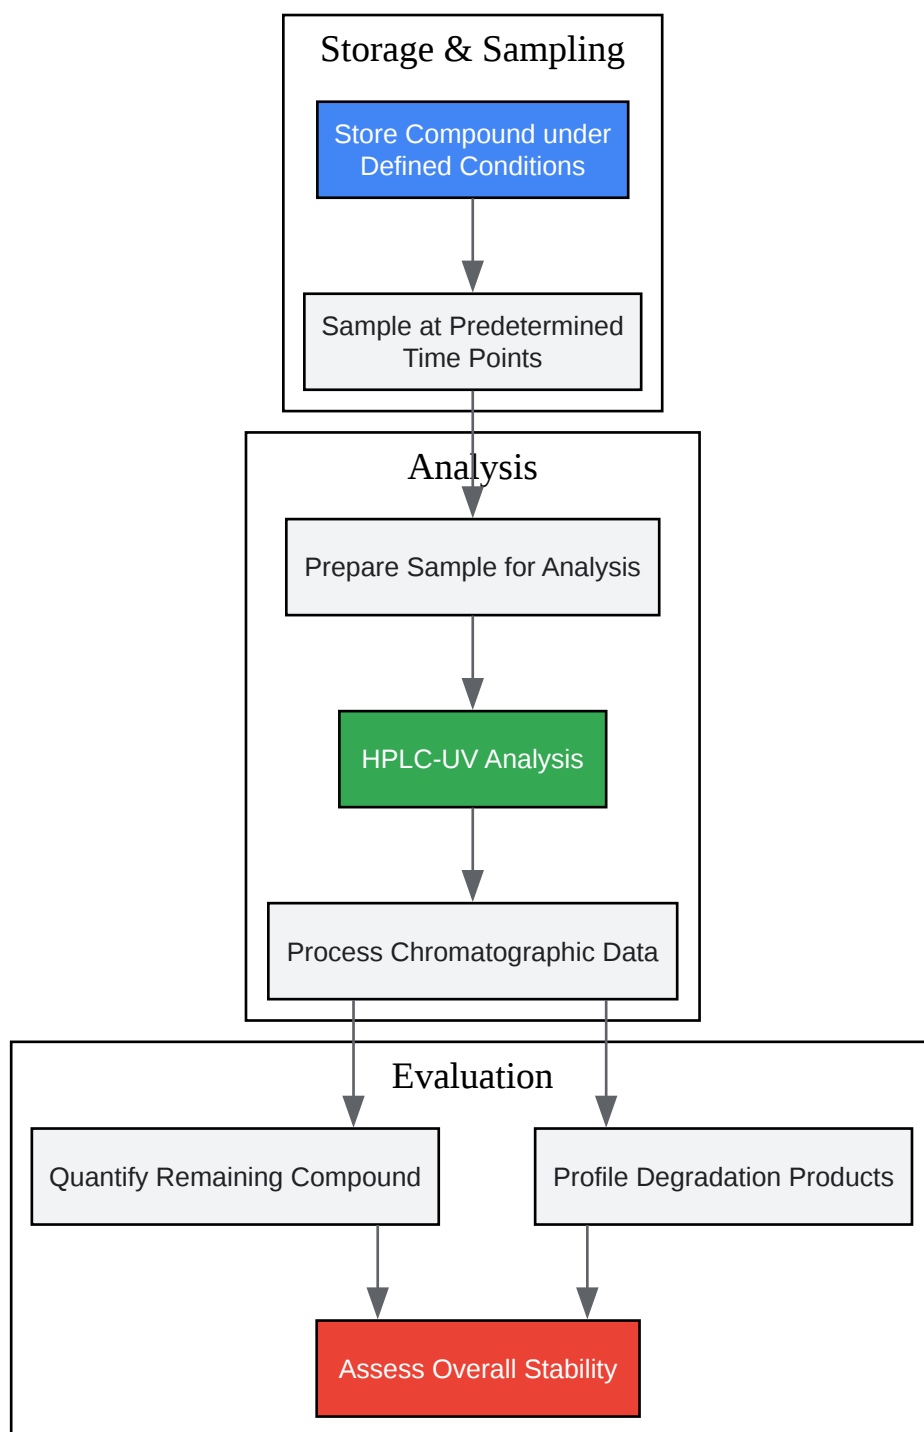 Storage & Sampling
Store Compound under
Defined Conditions
Sample at Predetermined
Time Points
Analysis
Prepare Sample for Analysis
HPLC-UV Analysis
Process Chromatographic Data
Evaluation
Quantify Remaining Compound
Profile Degradation Products
Assess Overall Stability